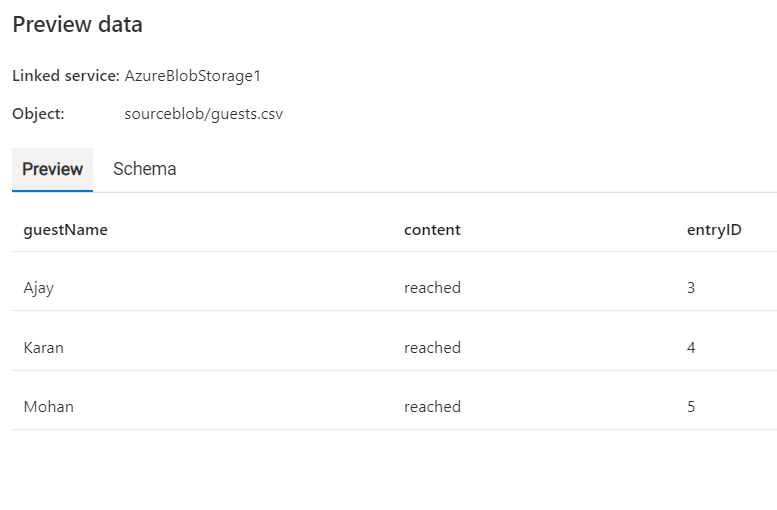 Preview data
Linked service: AzureBlobStorage1
Object: sourceblob/guests.csv
Preview Schema
guestName content entryID
Ajay reached 3
Karan reached 4
Mohan reached 5